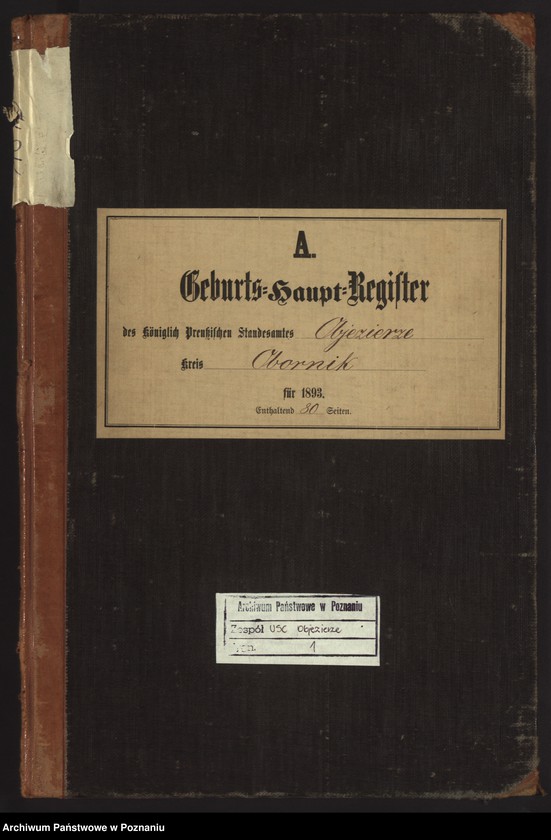 A.
Geburts-Haupt-Register
des Königlich Preußischen Standesamtes Objezierze
Kreis Obornik
für 1893.
Enthaltend 80 Seiten.
Archiwum Państwowe w Poznaniu
Zespół USC Objezierze
1
Archiwum Państwowe w Poznaniu